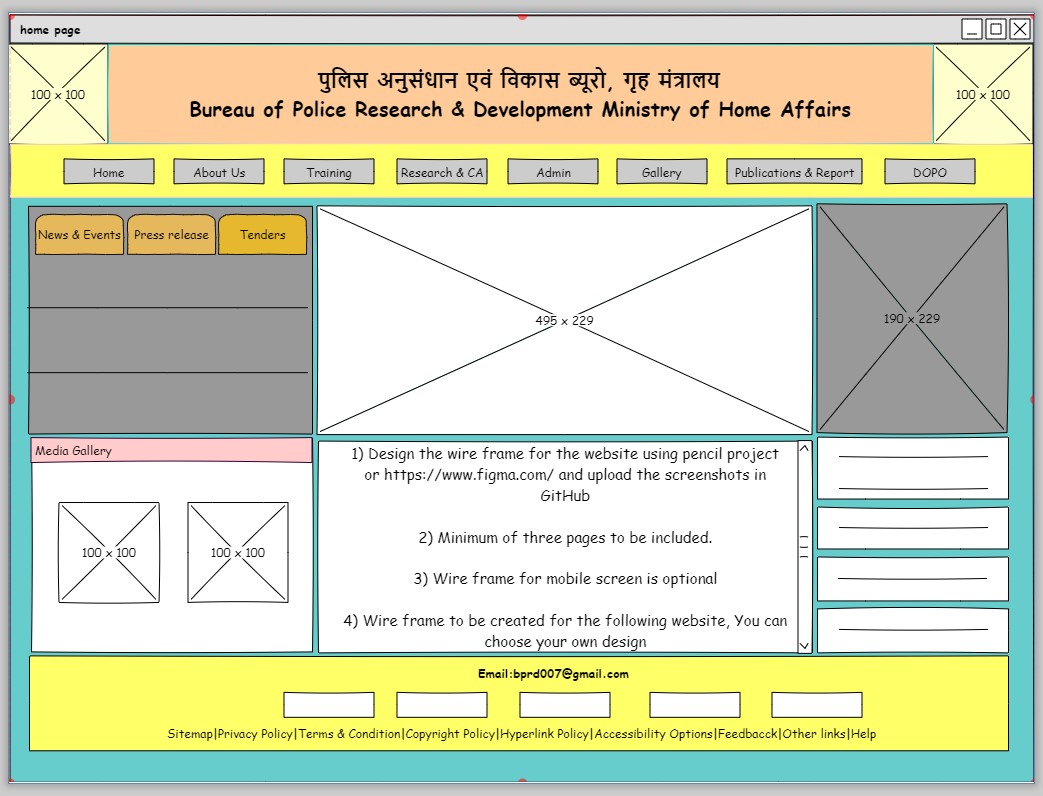 home page
100 x 100
पुलिस अनुसंधान एवं विकास ब्यूरो, गृह मंत्रालय
Bureau of Police Research & Development Ministry of Home Affairs
100 x 100
Home
About Us
Training
Research & CA
Admin
Gallery
Publications & Report
DOPO
News & Events
Press release
Tenders
495 x 229
190 x 229
Media Gallery
100 x 100
100 x 100
1) Design the wire frame for the website using pencil project
or https://www.figma.com/ and upload the screenshots in
GitHub
2) Minimum of three pages to be included.
3) Wire frame for mobile screen is optional
4) Wire frame to be created for the following website, You can
choose your own design
Email:bprd007@gmail.com
Sitemap|Privacy Policy|Terms & Condition|Copyright Policy|Hyperlink Policy|Accessibility Options|Feedbacck|Other links|Help